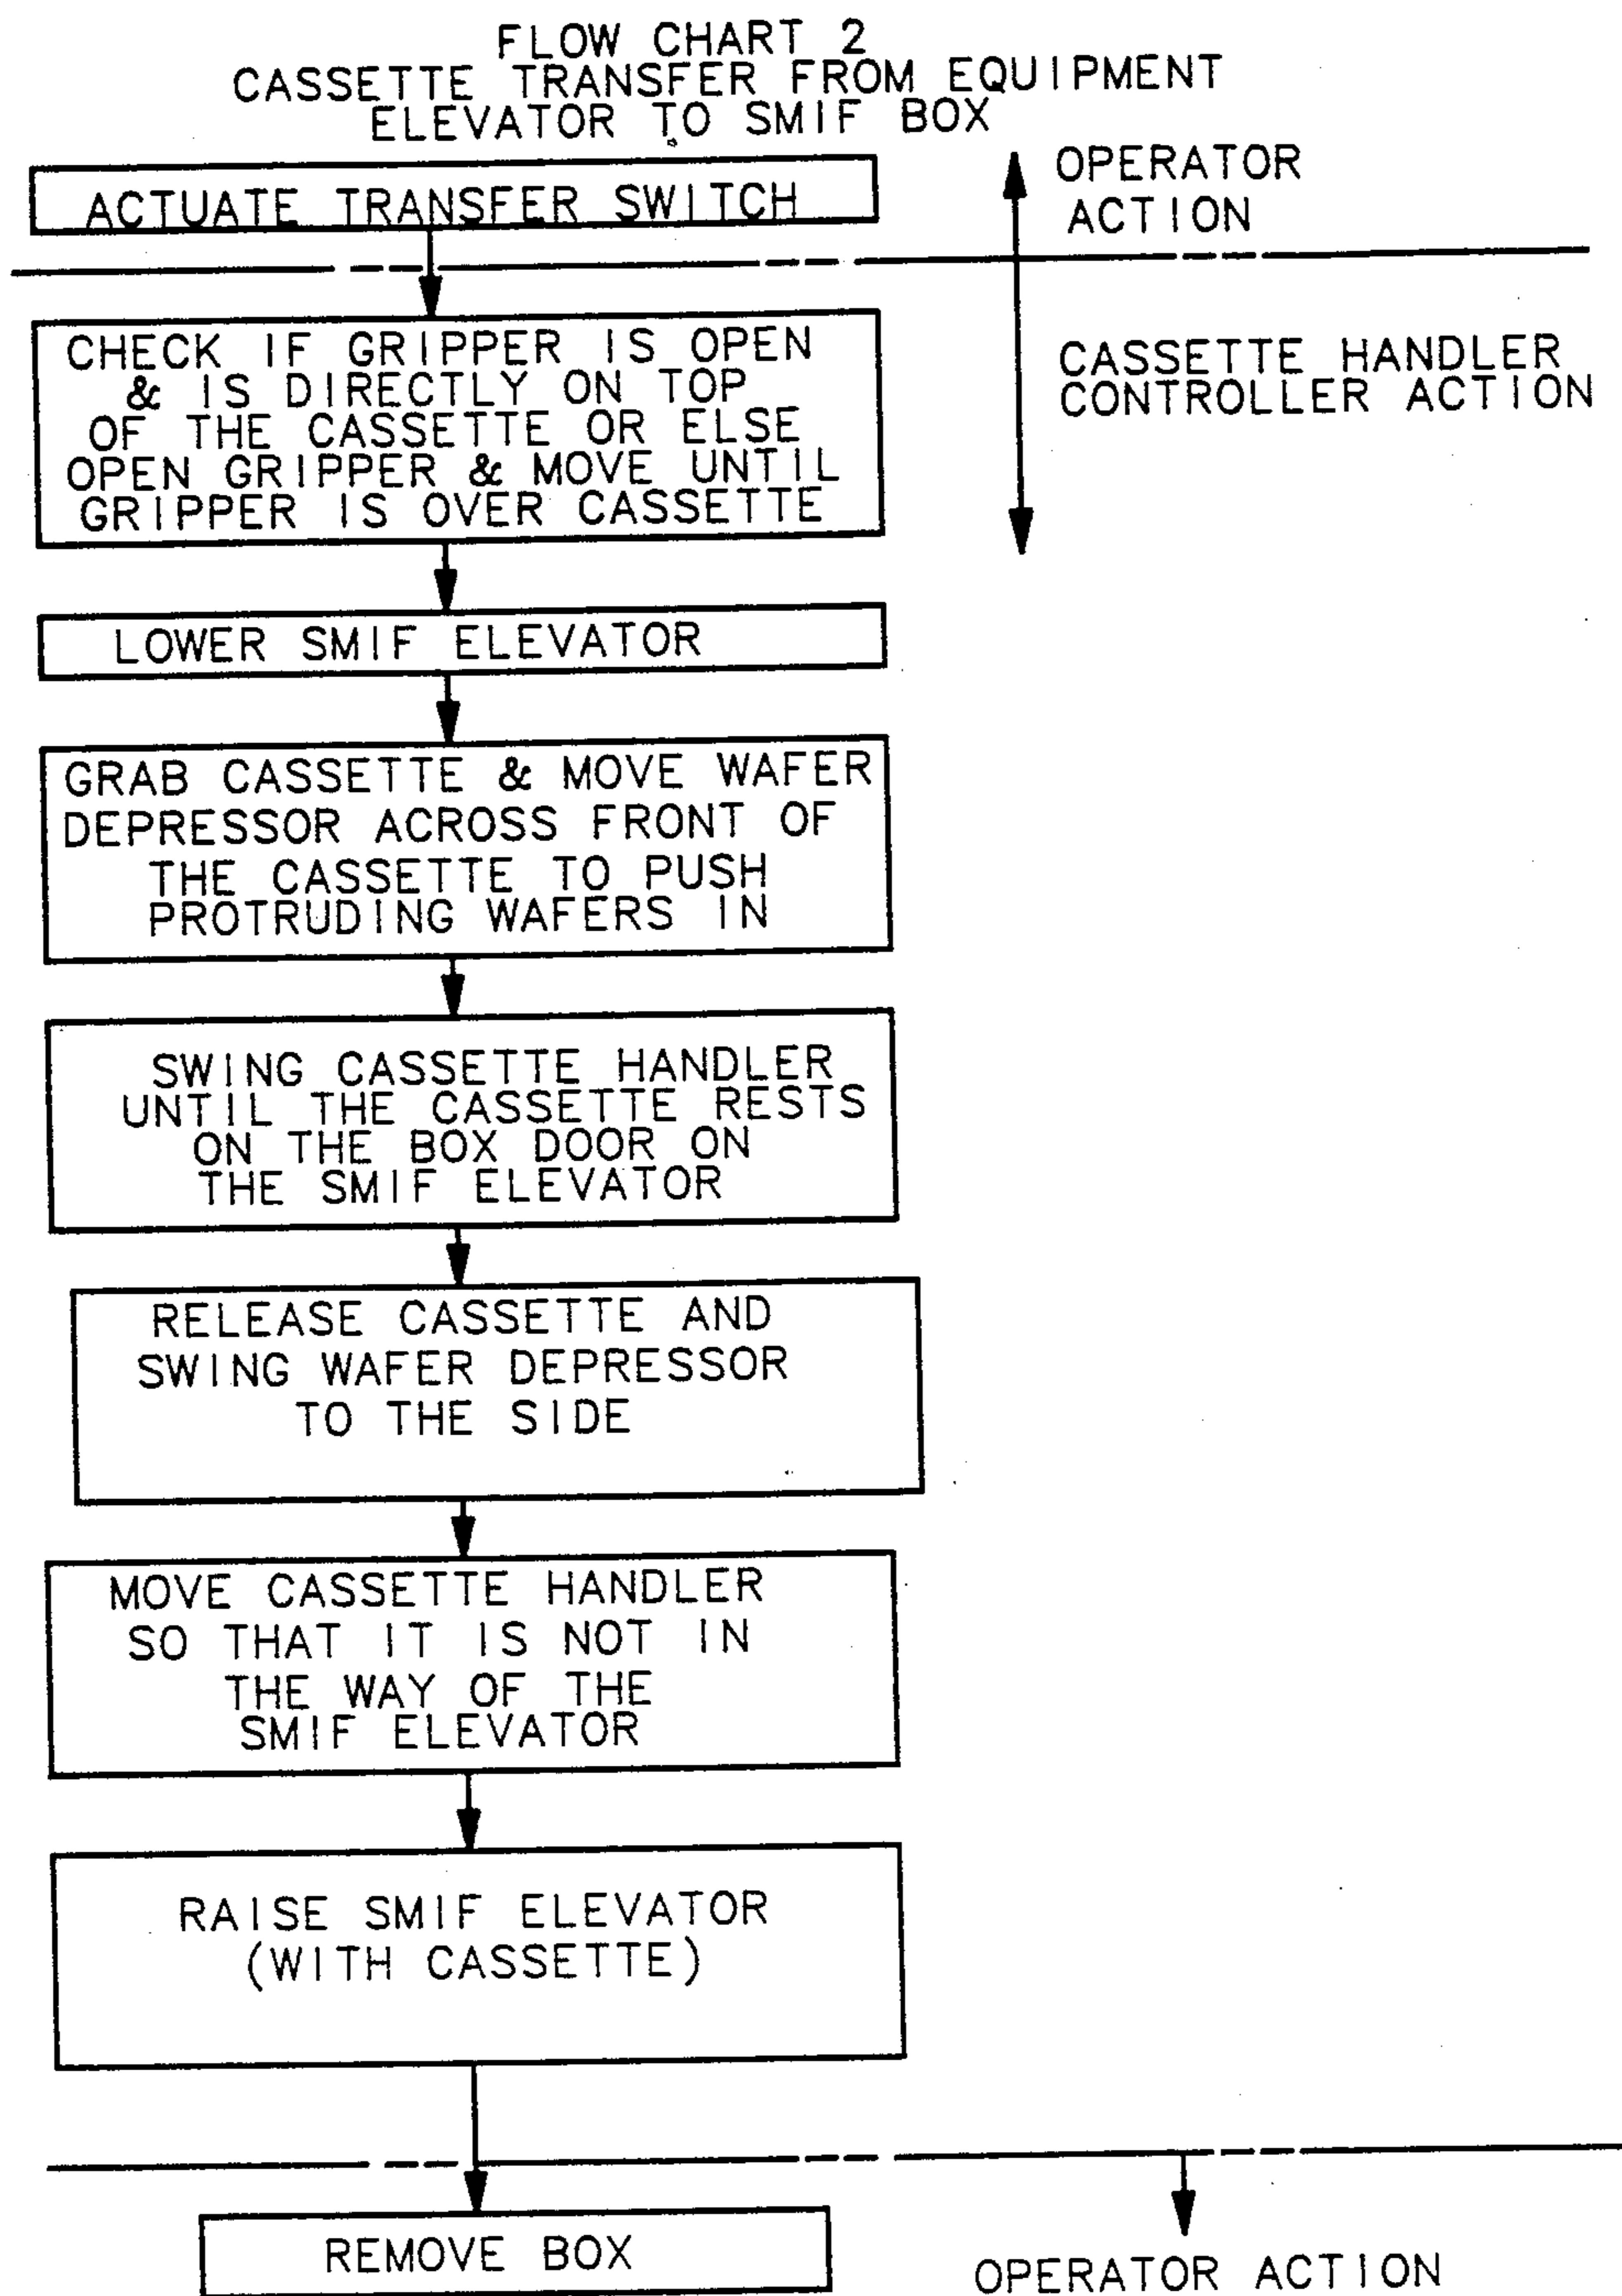 FLOW CHART 2
CASSETTE TRANSFER FROM EQUIPMENT
ELEVATOR TO SMIF BOX
ACTUATE TRANSFER SWITCH
OPERATOR
ACTION
CHECK IF GRIPPER IS OPEN
& IS DIRECTLY ON TOP
OF THE CASSETTE OR ELSE
OPEN GRIPPER & MOVE UNTIL
GRIPPER IS OVER CASSETTE
CASSETTE HANDLER
CONTROLLER ACTION
LOWER SMIF ELEVATOR
GRAB CASSETTE & MOVE WAFER
DEPRESSOR ACROSS FRONT OF
THE CASSETTE TO PUSH
PROTRUDING WAFERS IN
SWING CASSETTE HANDLER
UNTIL THE CASSETTE RESTS
ON THE BOX DOOR ON
THE SMIF ELEVATOR
RELEASE CASSETTE AND
SWING WAFER DEPRESSOR
TO THE SIDE
MOVE CASSETTE HANDLER
SO THAT IT IS NOT IN
THE WAY OF THE
SMIF ELEVATOR
RAISE SMIF ELEVATOR
(WITH CASSETTE)
REMOVE BOX
OPERATOR ACTION